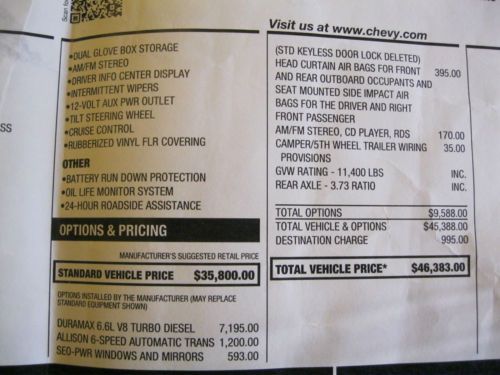 Scan fo
Visit us at www.chevy.com
•DUAL GLOVE BOX STORAGE
•AM/FM STEREO
•DRIVER INFO CENTER DISPLAY
•INTERMITTENT WIPERS
•12-VOLT AUX PWR OUTLET
•TILT STEERING WHEEL
•CRUISE CONTROL
•RUBBERIZED VINYL FLR COVERING
OTHER
•BATTERY RUN DOWN PROTECTION
•OIL LIFE MONITOR SYSTEM
•24-HOUR ROADSIDE ASSISTANCE
OPTIONS & PRICING
MANUFACTURER'S SUGGESTED RETAIL PRICE
STANDARD VEHICLE PRICE $35,800.00
OPTIONS INSTALLED BY THE MANUFACTURER (MAY REPLACE
STANDARD EQUIPMENT SHOWN)
DURAMAX 6.6L V8 TURBO DIESEL 7,195.00
ALLISON 6-SPEED AUTOMATIC TRANS 1,200.00
SEO-PWR WINDOWS AND MIRRORS 593.00
(STD KEYLESS DOOR LOCK DELETED)
HEAD CURTAIN AIR BAGS FOR FRONT 395.00
AND REAR OUTBOARD OCCUPANTS AND
SEAT MOUNTED SIDE IMPACT AIR
BAGS FOR THE DRIVER AND RIGHT
FRONT PASSENGER
AM/FM STEREO, CD PLAYER, RDS 170.00
CAMPER/5TH WHEEL TRAILER WIRING 35.00
PROVISIONS
GVW RATING - 11,400 LBS INC.
REAR AXLE - 3.73 RATIO INC.
TOTAL OPTIONS $9,588.00
TOTAL VEHICLE & OPTIONS $45,388.00
DESTINATION CHARGE 995.00
TOTAL VEHICLE PRICE* $46,383.00
ESS